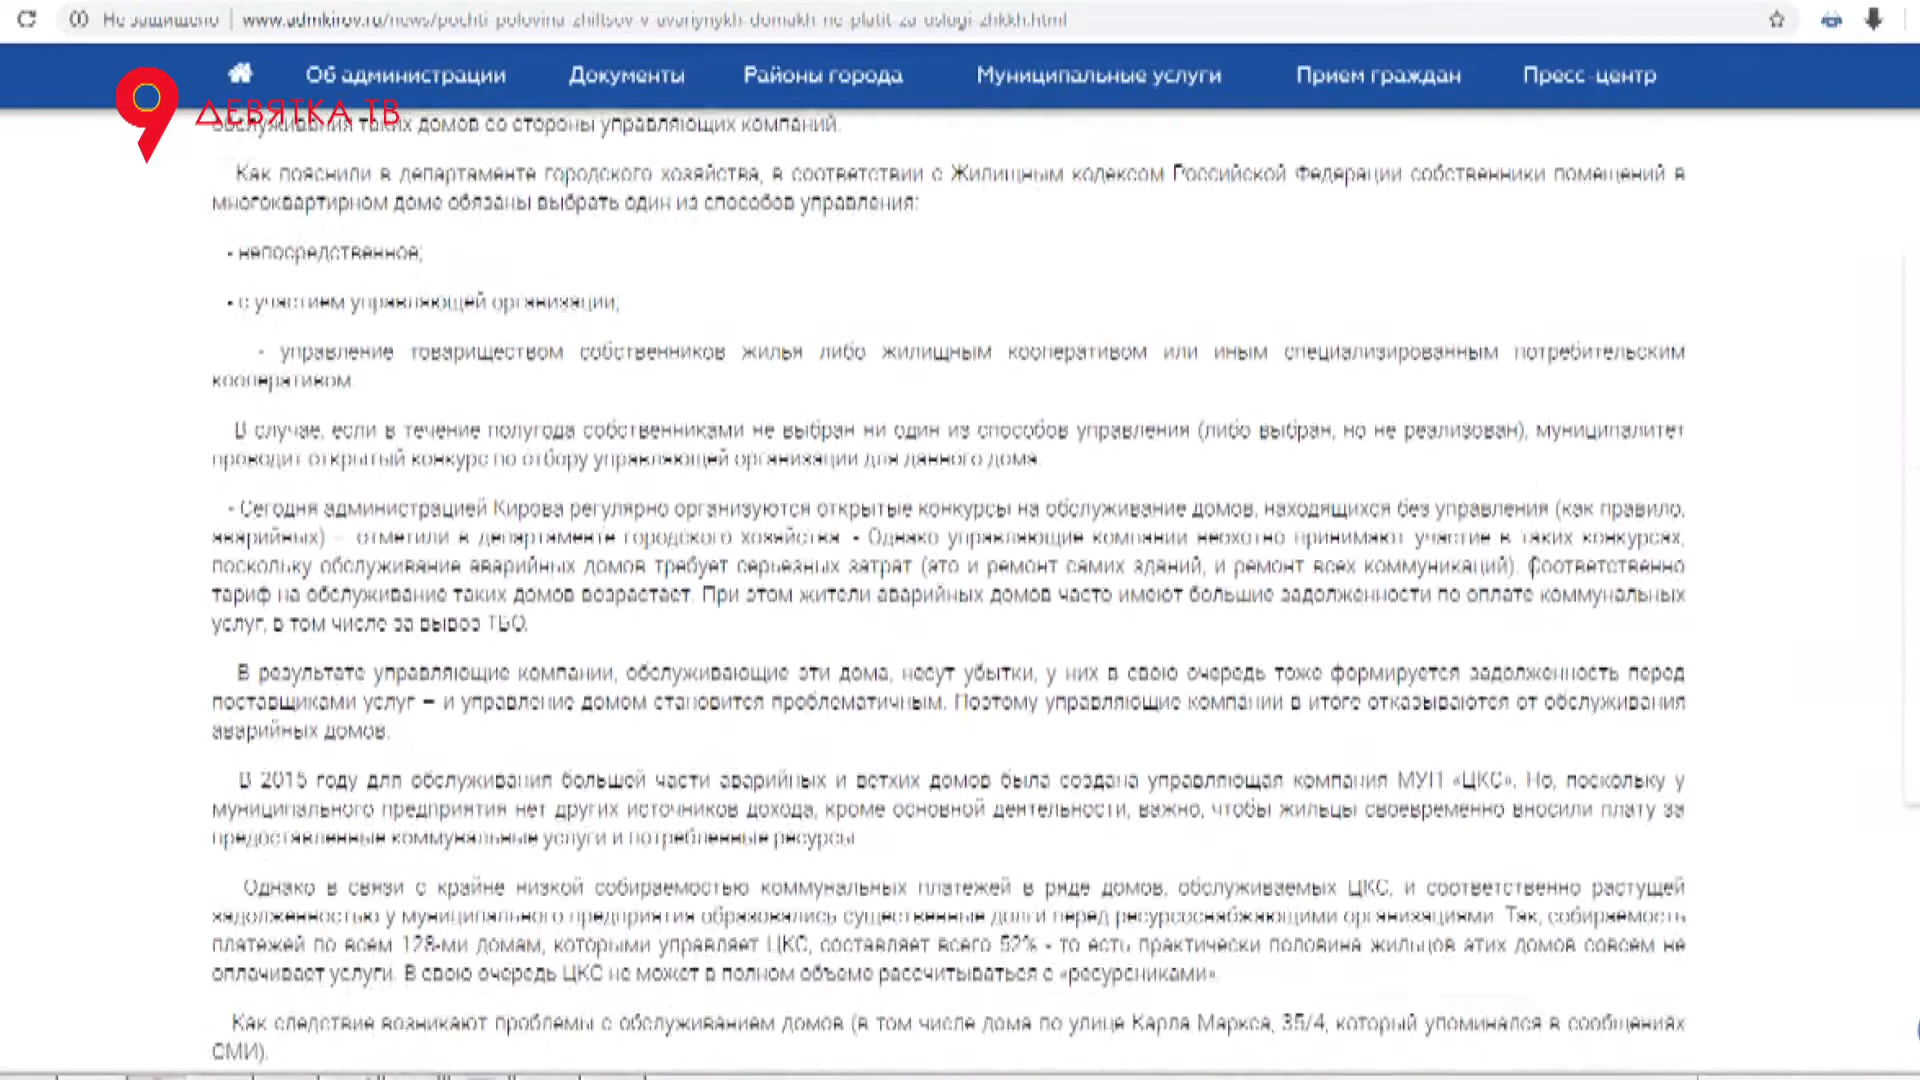 Не защищено | www.admkirov.ru/news/pochti-polovina-zhiltsov-v-avarijnykh-domakh-ne-platit-za-uslugi-zhkkh.html
Об администрации Документы Районы города Муниципальные услуги Прием граждан Пресс-центр
ДЕВЯТКА ТВ
обслуживания таких домов со стороны управляющих компаний.
Как пояснили в департаменте городского хозяйства, в соответствии с Жилищным кодексом Российской Федерации собственники помещений в
многоквартирном доме обязаны выбрать один из способов управления:
- непосредственное;
- с участием управляющей организации;
- управление товариществом собственников жилья либо жилищным кооперативом или иным специализированным потребительским
кооперативом.
В случае, если в течение полугода собственниками не выбран ни один из способов управления (либо выбран, но не реализован), муниципалитет
проводит открытый конкурс по отбору управляющей организации для данного дома.
- Сегодня администрацией Кирова регулярно организуются открытые конкурсы на обслуживание домов, находящихся без управления (как правило,
аварийных) - отметили в департаменте городского хозяйства. - Однако управляющие компании неохотно принимают участие в таких конкурсах,
поскольку обслуживание аварийных домов требует серьезных затрат (это и ремонт самих зданий, и ремонт всех коммуникаций). Соответственно
тариф на обслуживание таких домов возрастает. При этом жители аварийных домов часто имеют большие задолженности по оплате коммунальных
услуг, в том числе за вывоз ТБО.
В результате управляющие компании, обслуживающие эти дома, несут убытки, у них в свою очередь тоже формируется задолженность перед
поставщиками услуг – и управление домом становится проблематичным. Поэтому управляющие компании в итоге отказываются от обслуживания
аварийных домов.
В 2015 году для обслуживания большей части аварийных и ветхих домов была создана управляющая компания МУП «ЦКС». Но, поскольку у
муниципального предприятия нет других источников дохода, кроме основной деятельности, важно, чтобы жильцы своевременно вносили плату за
предоставленные коммунальные услуги и потребленные ресурсы.
Однако в связи с крайне низкой собираемостью коммунальных платежей в ряде домов, обслуживаемых ЦКС, и соответственно растущей
задолженностью у муниципального предприятия образовались существенные долги перед ресурсоснабжающими организациями. Так, собираемость
платежей по всем 128-ми домам, которыми управляет ЦКС, составляет всего 52% - то есть практически половина жильцов этих домов совсем не
оплачивает услуги. В свою очередь ЦКС не может в полном объеме рассчитываться с «ресурсниками».
Как следствие возникают проблемы с обслуживанием домов (в том числе дома по улице Карла Маркса, 35/4, который упоминался в сообщениях
СМИ).